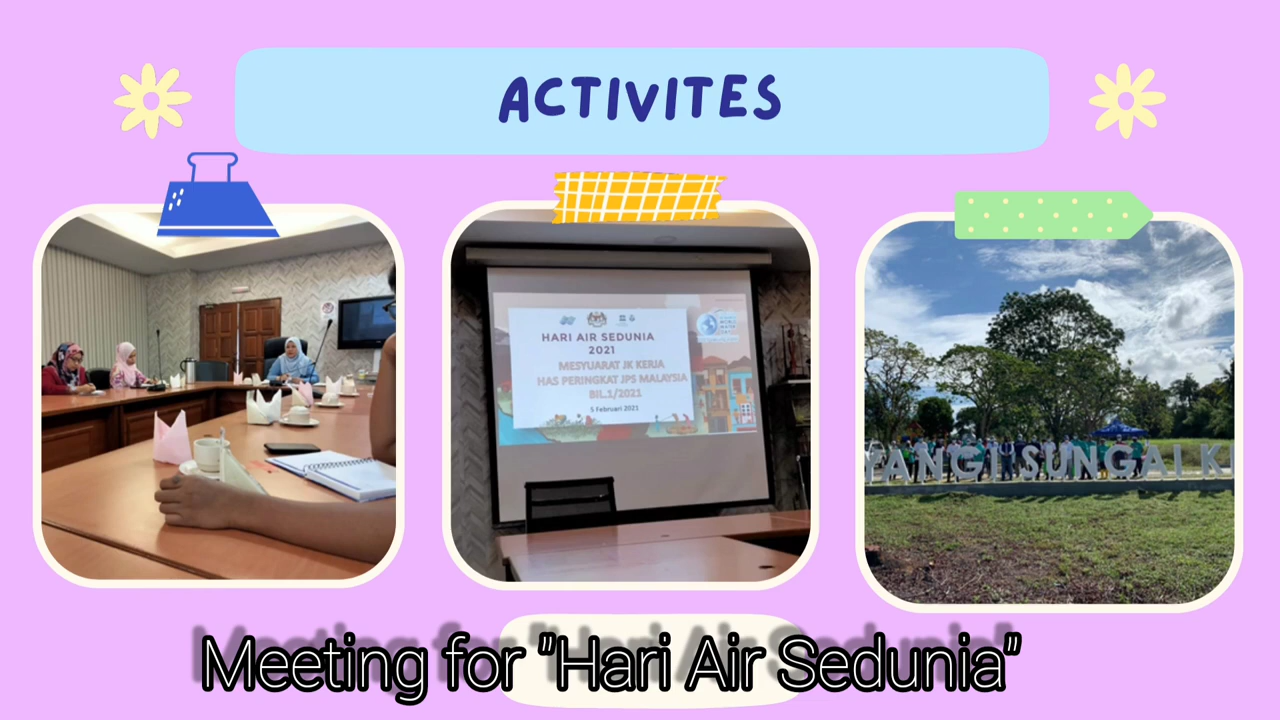 ACTIVITES
HARI AIR SEDUNIA
2021
MESYUARAT JK KERJA
HAS PERINGKAT JPS MALAYSIA
BIL.1/2021
5 Februari 2021
YANGI SUNGAI K
Meeting for "Hari Air Sedunia"